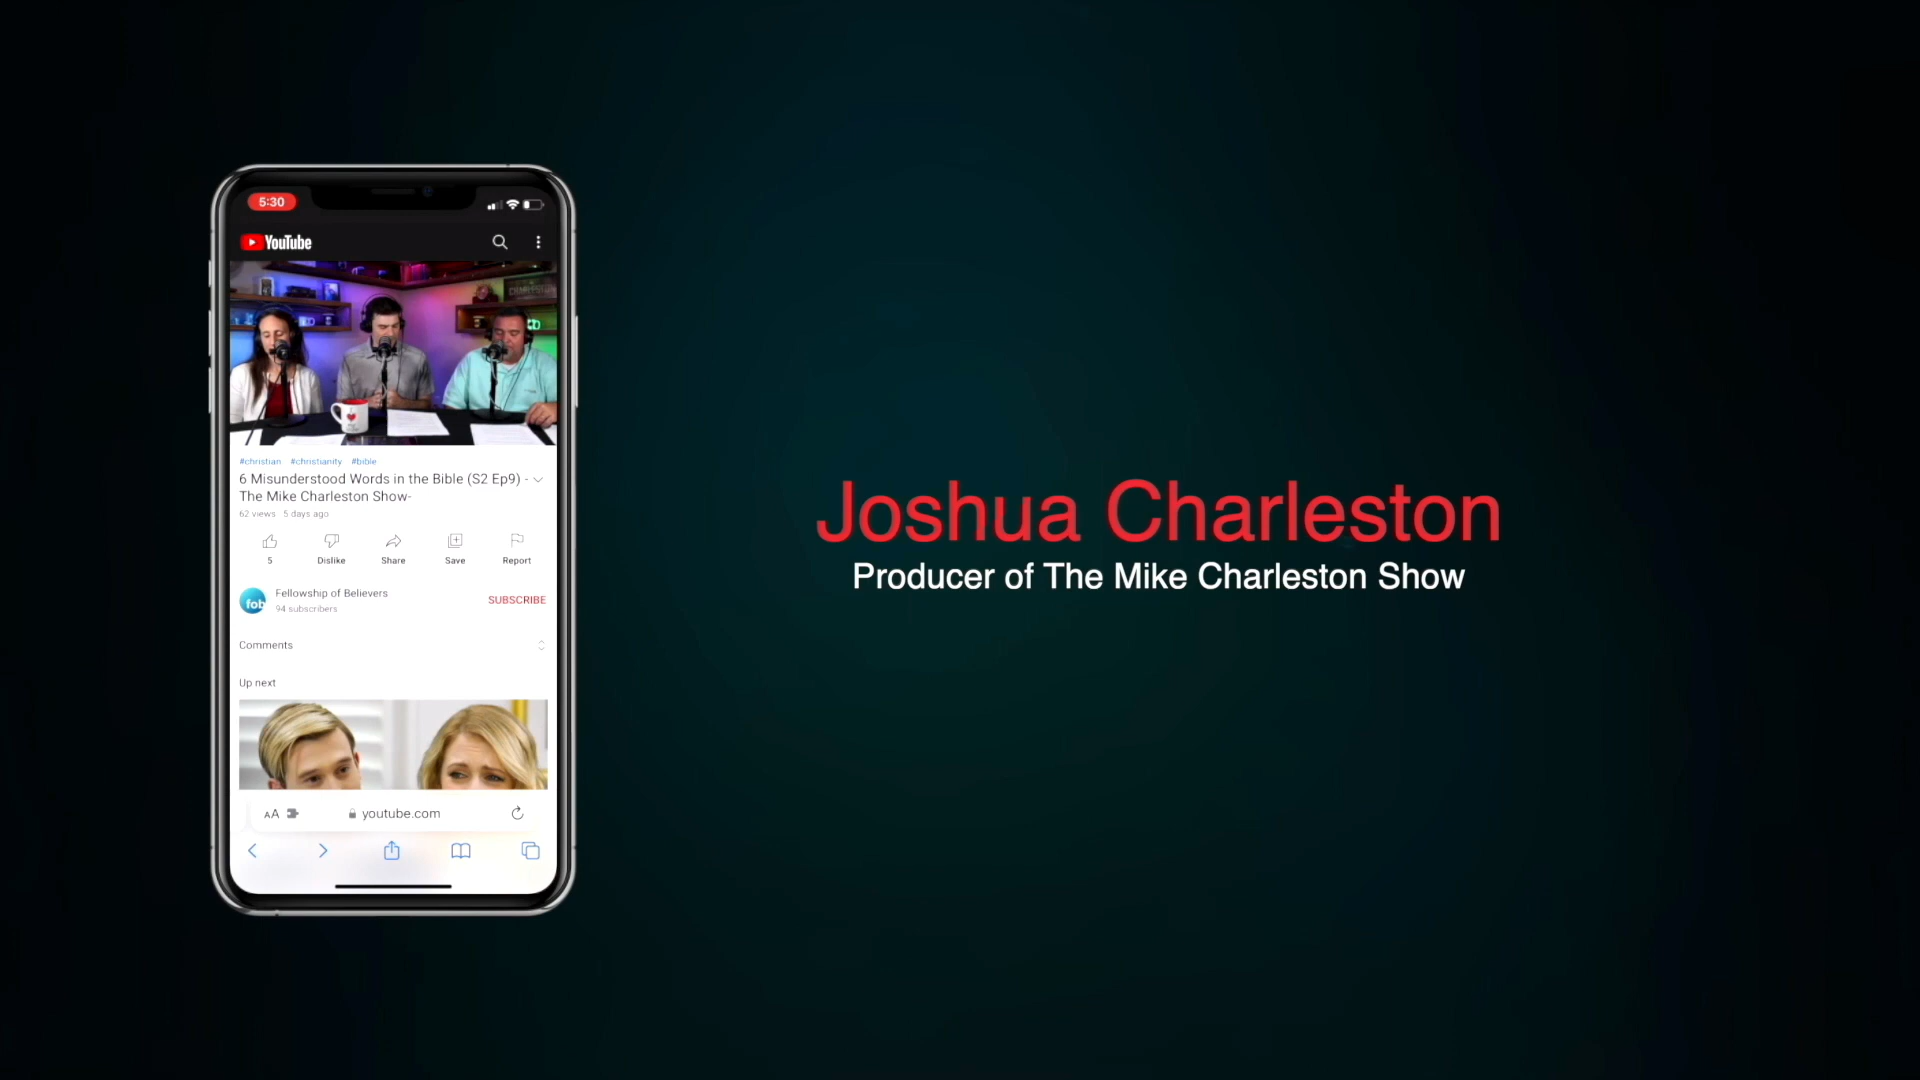 5:30
YouTube
#christian #christianity #bible
6 Misunderstood Words in the Bible (S2 Ep9) -
The Mike Charleston Show-
62 views 5 days ago
5 Dislike Share Save Report
fob
Fellowship of Believers
94 subscribers
SUBSCRIBE
Comments
Up next
AA youtube.com
Joshua Charleston
Producer of The Mike Charleston Show